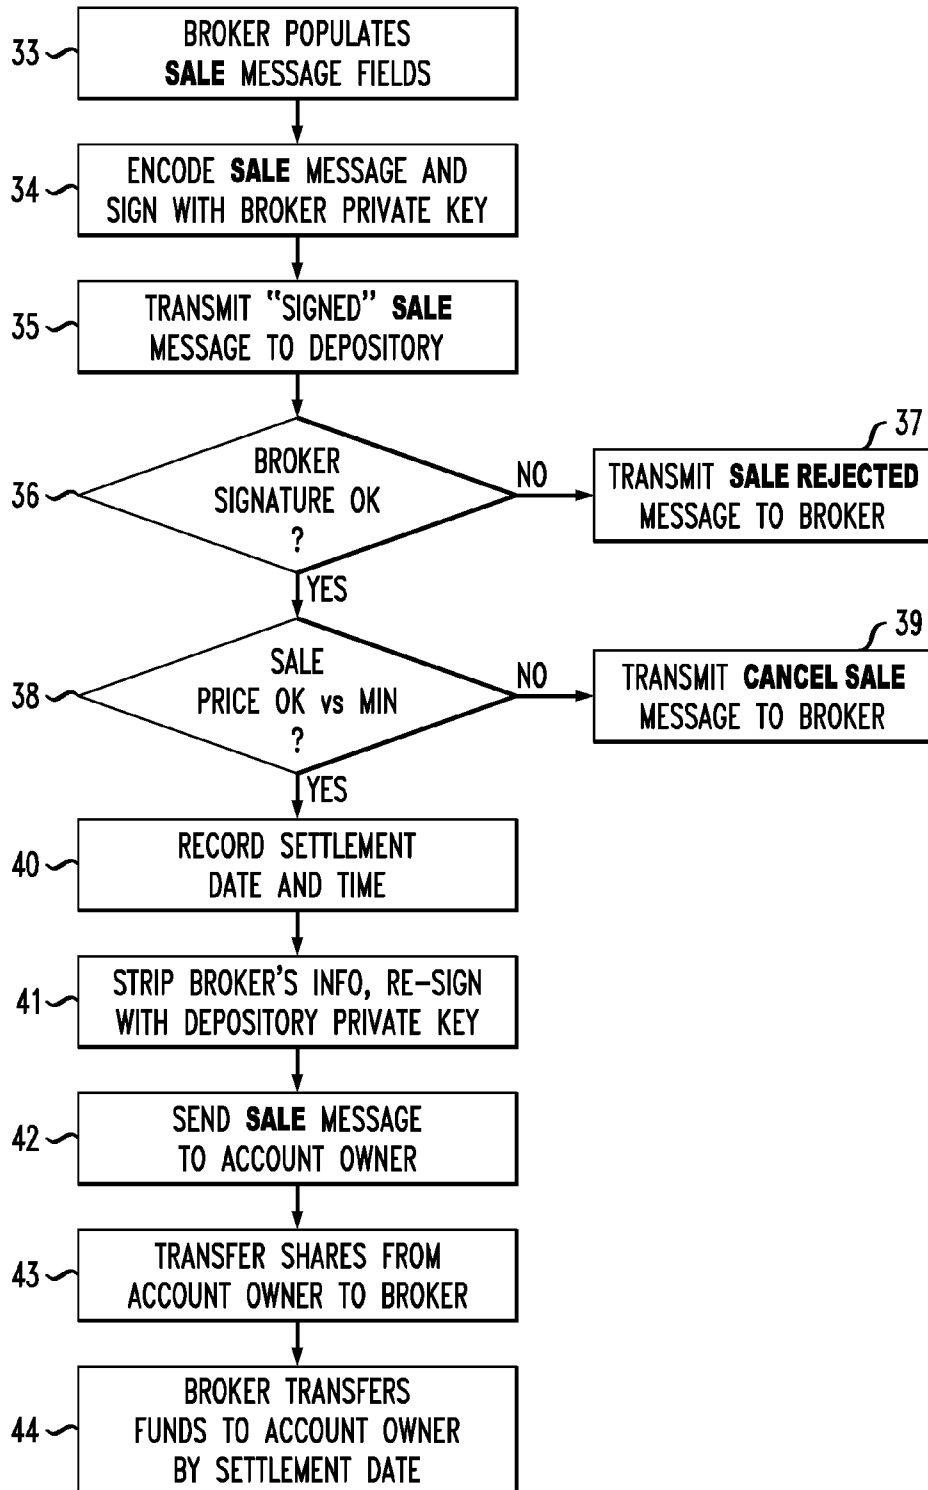 33
BROKER POPULATES
SALE MESSAGE FIELDS
34
ENCODE SALE MESSAGE AND
SIGN WITH BROKER PRIVATE KEY
35
TRANSMIT "SIGNED" SALE
MESSAGE TO DEPOSITORY
36
BROKER
SIGNATURE OK
?
NO
37
TRANSMIT SALE REJECTED
MESSAGE TO BROKER
YES
38
SALE
PRICE OK vs MIN
?
NO
39
TRANSMIT CANCEL SALE
MESSAGE TO BROKER
YES
40
RECORD SETTLEMENT
DATE AND TIME
41
STRIP BROKER'S INFO, RE-SIGN
WITH DEPOSITORY PRIVATE KEY
42
SEND SALE MESSAGE
TO ACCOUNT OWNER
43
TRANSFER SHARES FROM
ACCOUNT OWNER TO BROKER
44
BROKER TRANSFERS
FUNDS TO ACCOUNT OWNER
BY SETTLEMENT DATE